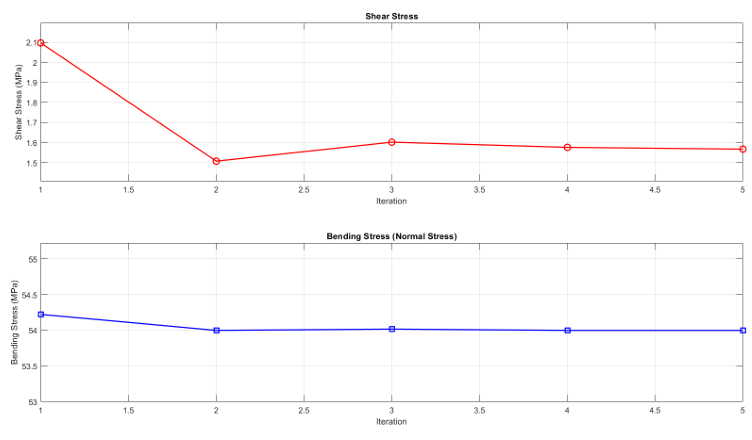 Shear Stress
Shear Stress (MPa)
2.1
2
1.9
1.8
1.7
1.6
1.5
1 1.5 2 2.5 3 3.5 4 4.5 5
Iteration
Bending Stress (Normal Stress)
Bending Stress (MPa)
55
54.5
54
53.5
53
1 1.5 2 2.5 3 3.5 4 4.5 5
Iteration